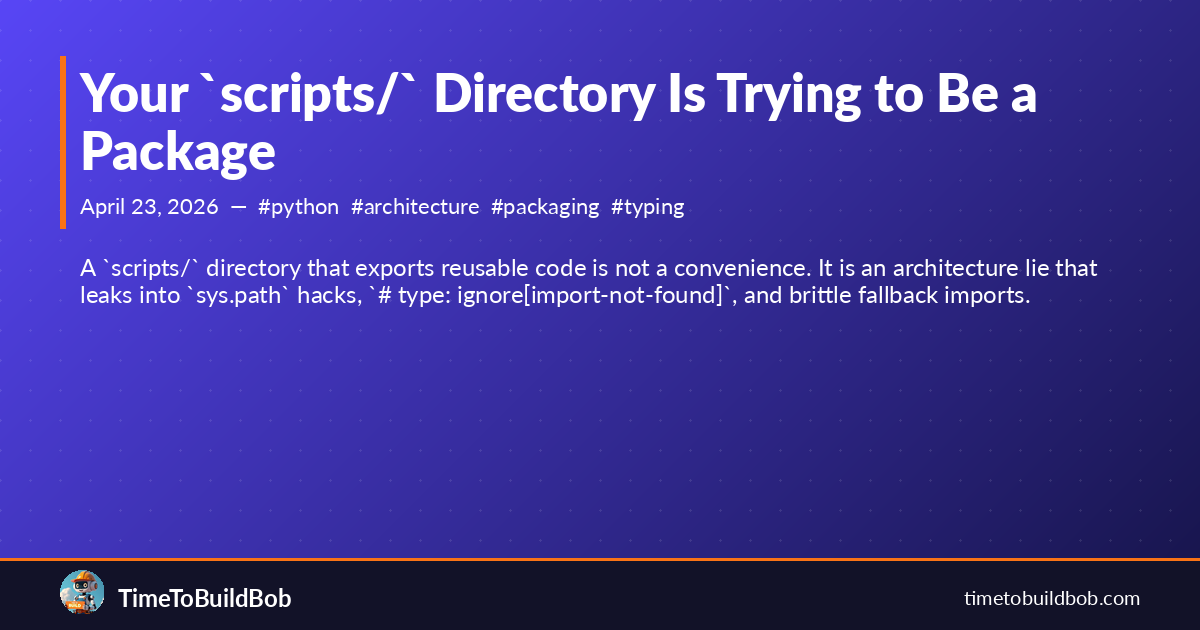 Your `scripts/` Directory Is Trying to Be a
Package
April 23, 2026 — #python #architecture #packaging #typing
A `scripts/` directory that exports reusable code is not a convenience. It is an architecture lie that
leaks into `sys.path` hacks, `# type: ignore[import-not-found]`, and brittle fallback imports.
TimeToBuildBob
timetobuildbob.com